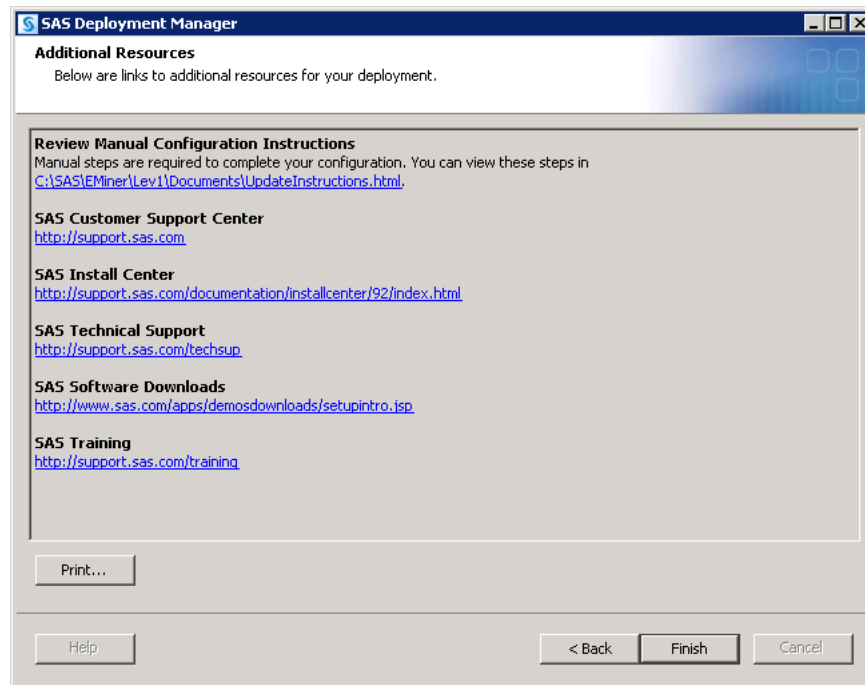 SAS Deployment Manager
Additional Resources
Below are links to additional resources for your deployment.
Review Manual Configuration Instructions
Manual steps are required to complete your configuration. You can view these steps in
C:\SAS\EMiner\Lev1\Documents\UpdateInstructions.html.
SAS Customer Support Center
http://support.sas.com
SAS Install Center
http://support.sas.com/documentation/installcenter/92/index.html
SAS Technical Support
http://support.sas.com/techsup
SAS Software Downloads
http://www.sas.com/apps/demosdownloads/setupintro.jsp
SAS Training
http://support.sas.com/training
Print...
Help
< Back
Finish
Cancel